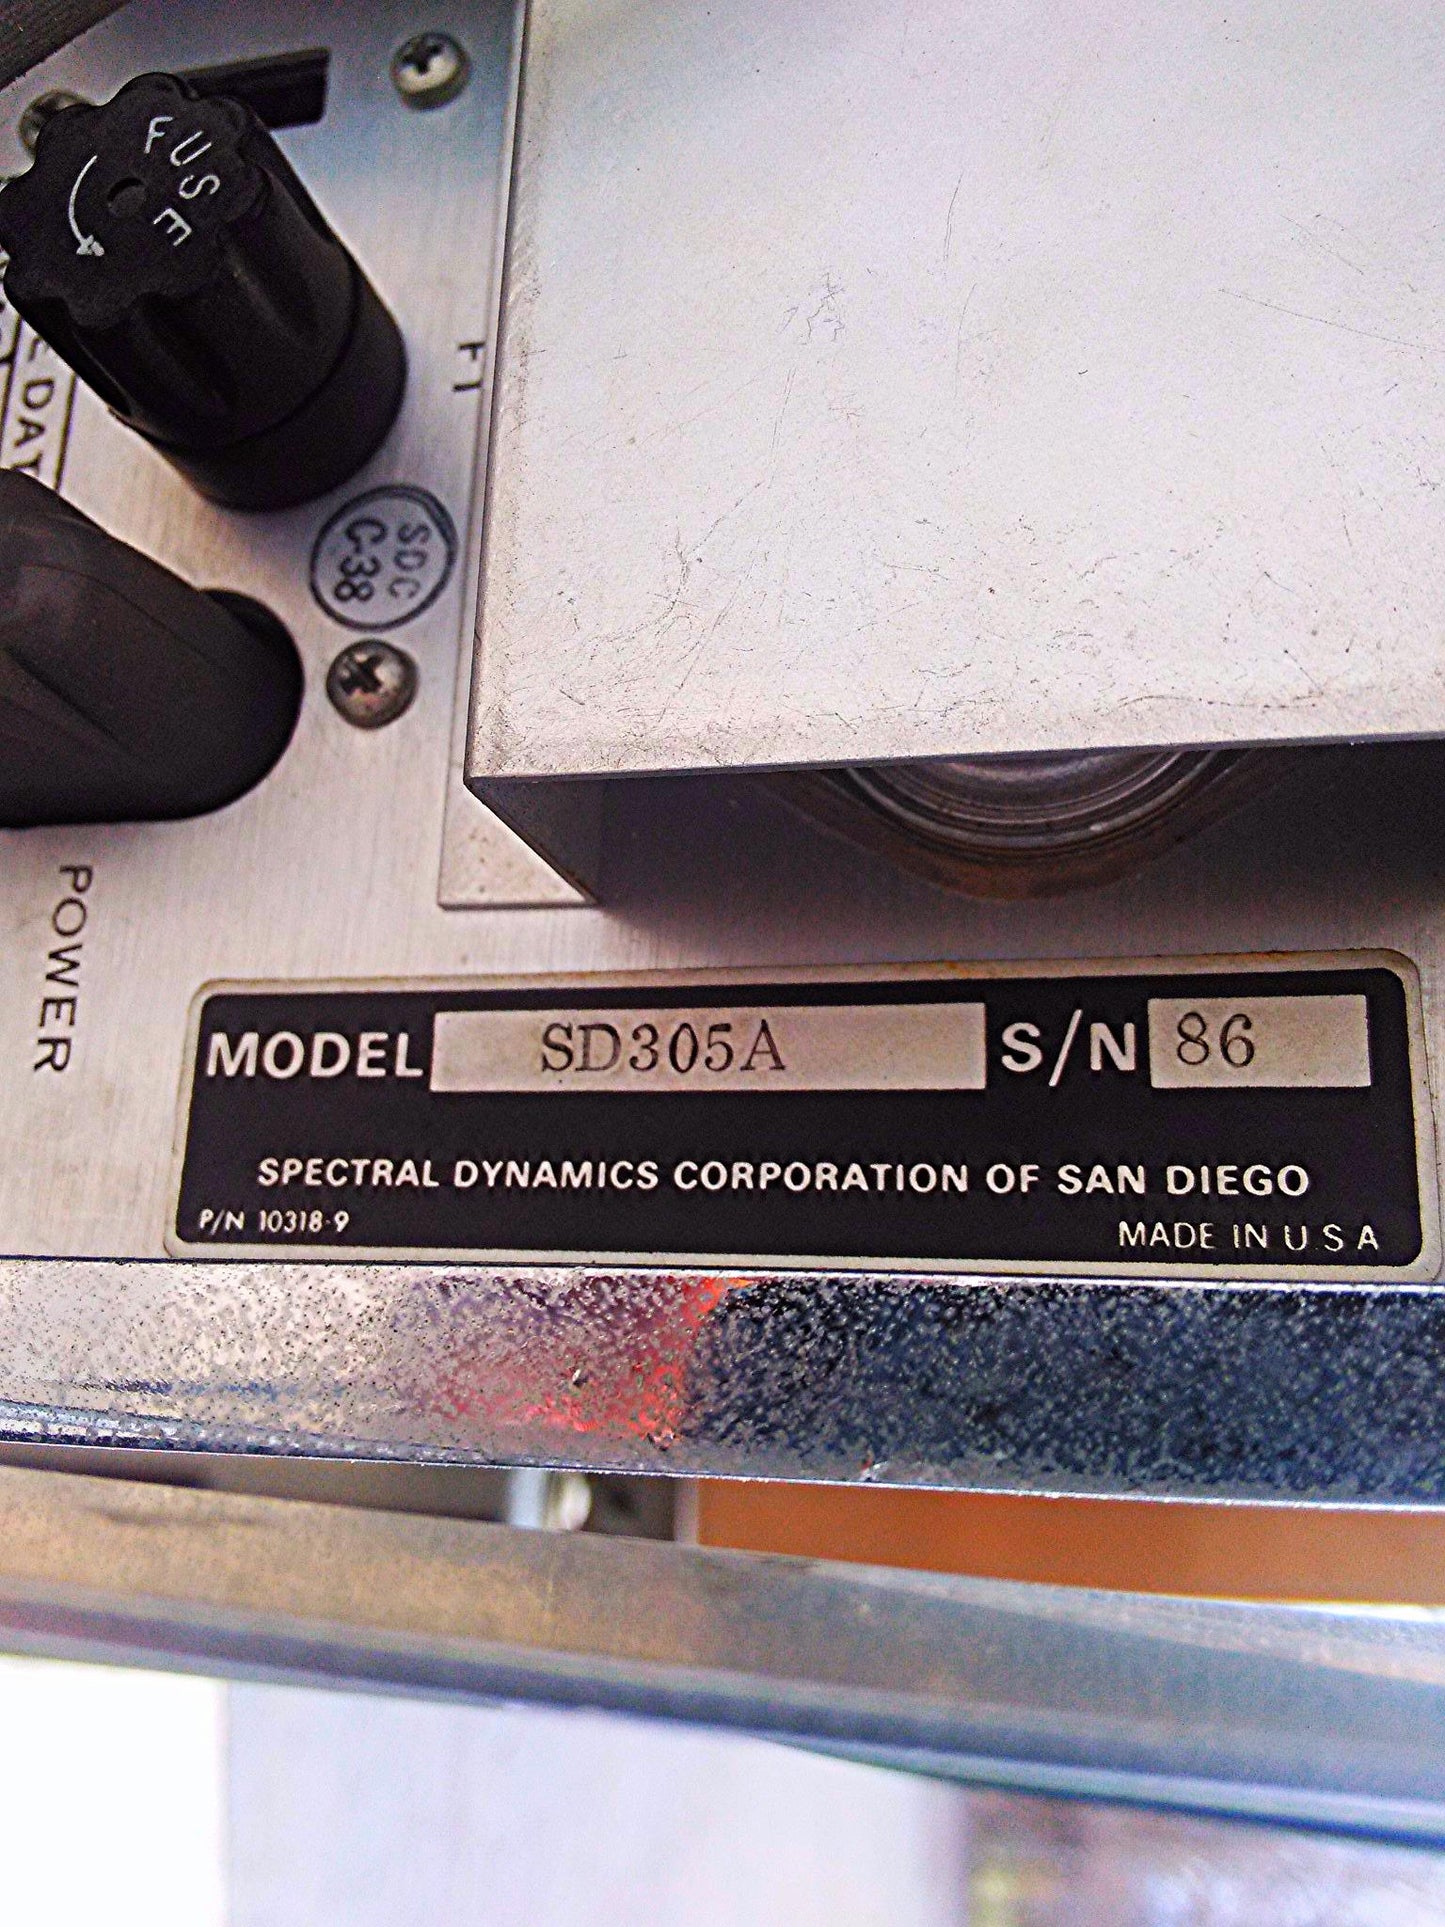 FUSE
F1
SDC
C-38
POWER
MODEL SD305A S/N 86
SPECTRAL DYNAMICS CORPORATION OF SAN DIEGO
P/N 10318-9
MADE IN U.S.A